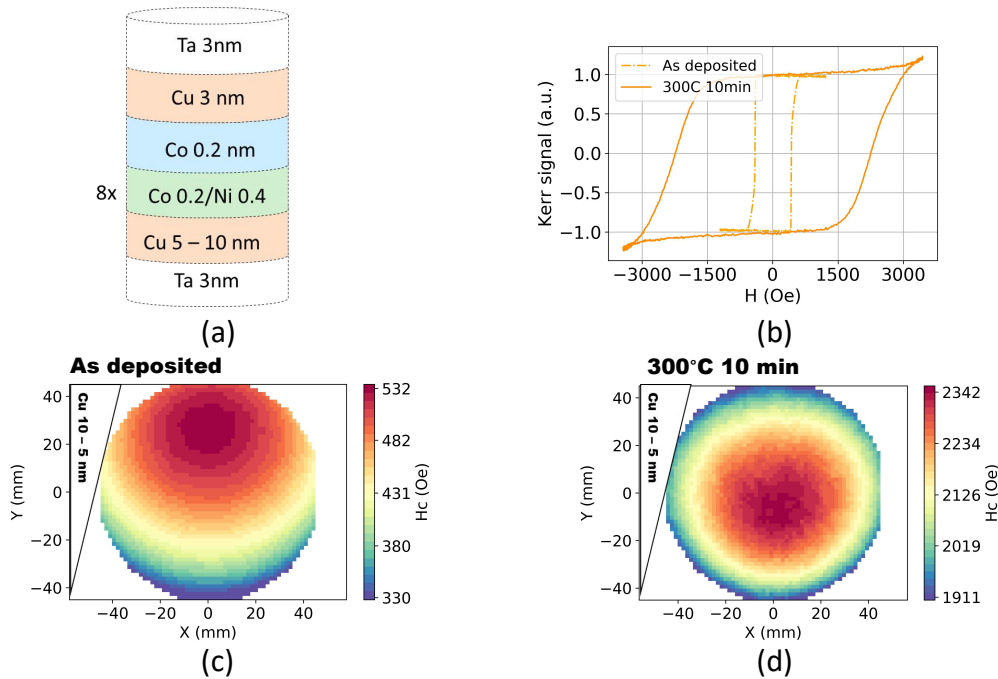 Ta 3nm
Cu 3 nm
Co 0.2 nm
8x
Co 0.2/Ni 0.4
Cu 5 – 10 nm
Ta 3nm
(a)
Kerr signal (a.u.)
1.0
0.5
0.0
−0.5
−1.0
As deposited
300C 10min
−3000 −1500 0 1500 3000
H (Oe)
(b)
As deposited
Cu 10 – 5 nm
Y (mm)
40
20
0
−20
−40
−40 −20 0 20 40
X (mm)
532
482
431
380
330
Hc (Oe)
(c)
300°C 10 min
Cu 10 – 5 nm
Y (mm)
40
20
0
−20
−40
−40 −20 0 20 40
X (mm)
2342
2234
2126
2019
1911
Hc (Oe)
(d)